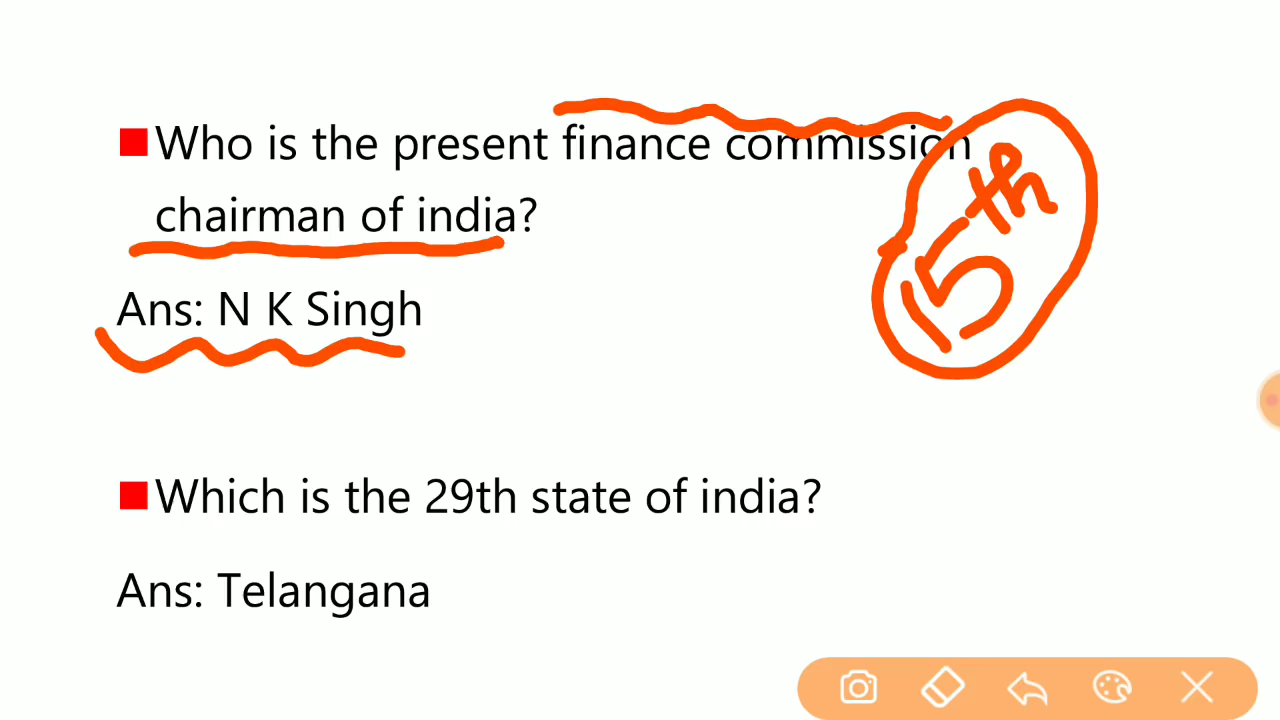 Who is the present finance commission
chairman of india?
15th
Ans: N K Singh
Which is the 29th state of india?
Ans: Telangana